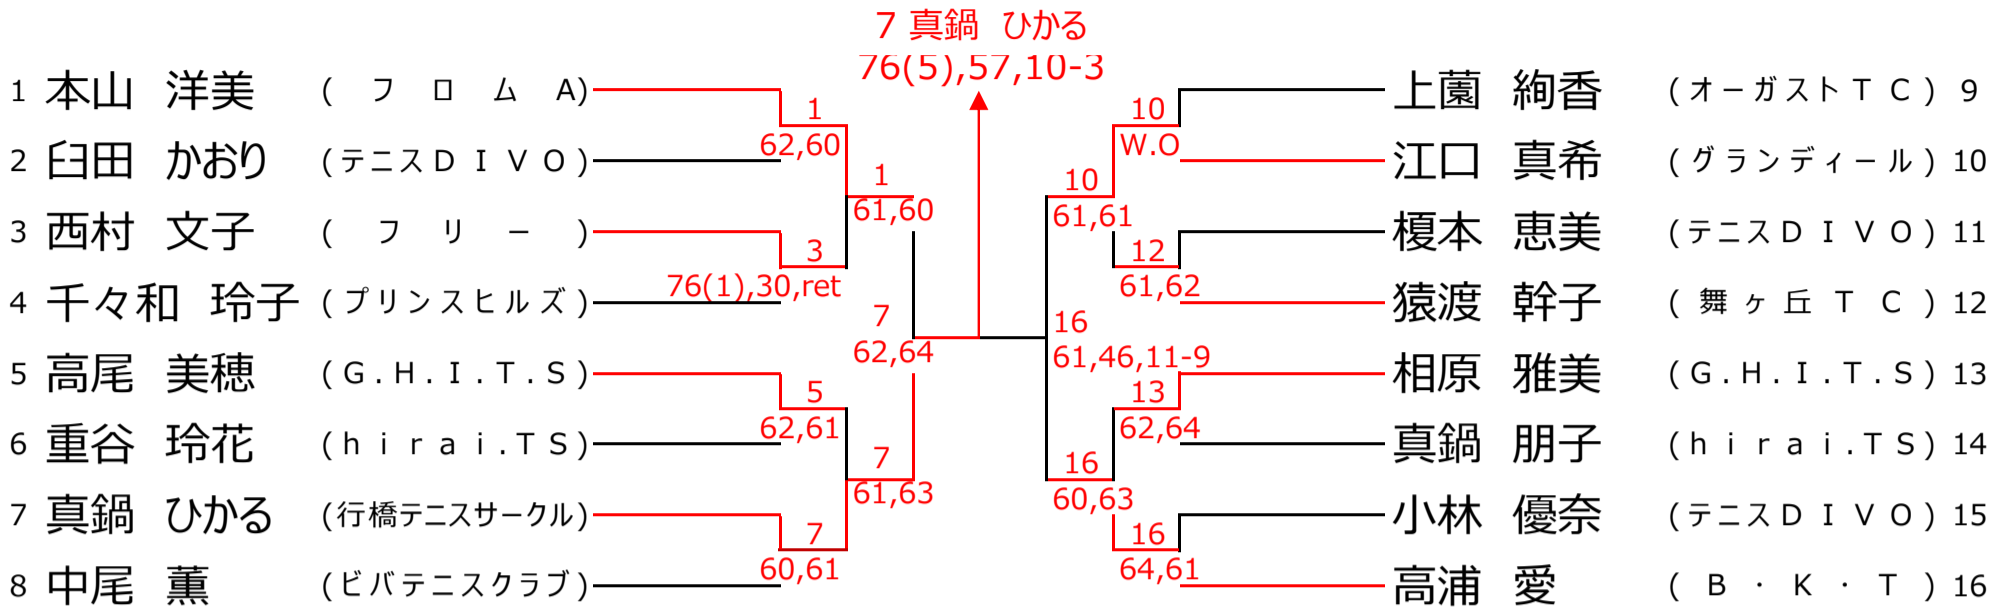 7 真鍋 ひかる
76(5),57,10-3
1 本山 洋美 (フロムA)
2 臼田 かおり (テニスDIVO)
3 西村 文子 (フリー)
4 千々和 玲子 (プリンスヒルズ)
5 高尾 美穂 (G.H.I.T.S)
6 重谷 玲花 (hirai.TS)
7 真鍋 ひかる (行橋テニスサークル)
8 中尾 薫 (ビバテニスクラブ)
1
62,60
3
76(1),30,ret
5
62,61
7
60,61
1
61,60
7
61,63
7
62,64
16
61,46,11-9
10
61,61
16
60,63
10
W.O
12
61,62
13
62,64
16
64,61
上薗 絢香 (オーガストTC) 9
江口 真希 (グランディール) 10
榎本 恵美 (テニスDIVO) 11
猿渡 幹子 (舞ヶ丘TC) 12
相原 雅美 (G.H.I.T.S) 13
真鍋 朋子 (hirai.TS) 14
小林 優奈 (テニスDIVO) 15
高浦 愛 (B・K・T) 16